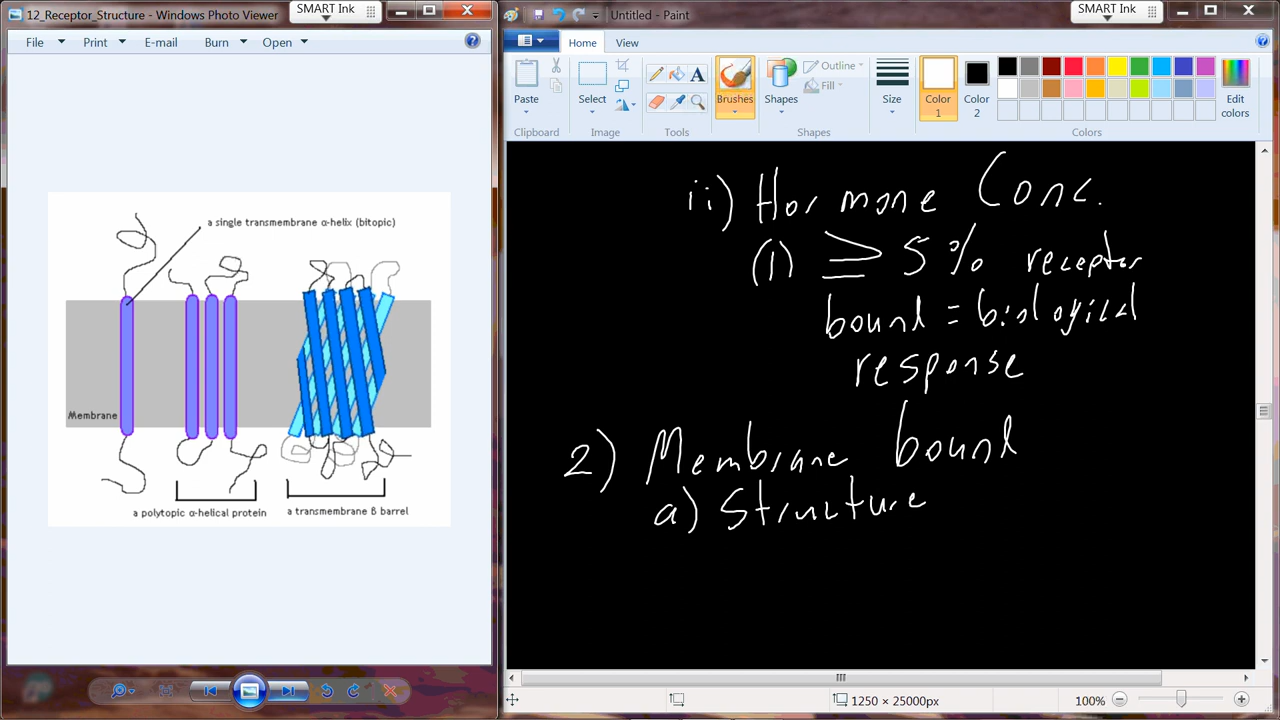 12_Receptor_Structure - Windows Photo Viewer
SMART Ink
File Print E-mail Burn Open
a single transmembrane α-helix (bitopic)
Membrane
a polytopic α-helical protein
a transmembrane β barrel
Untitled - Paint
SMART Ink
Home View
Paste
Select
Brushes
Shapes
Outline
Fill
Size
Color 1
Color 2
Edit colors
Clipboard Image Tools Shapes Colors
ii) Hormone Conc.
(1) ≥ 5% receptor
bound = biological
response
2) Membrane bound
a) Structure
1250 × 25000px
100%